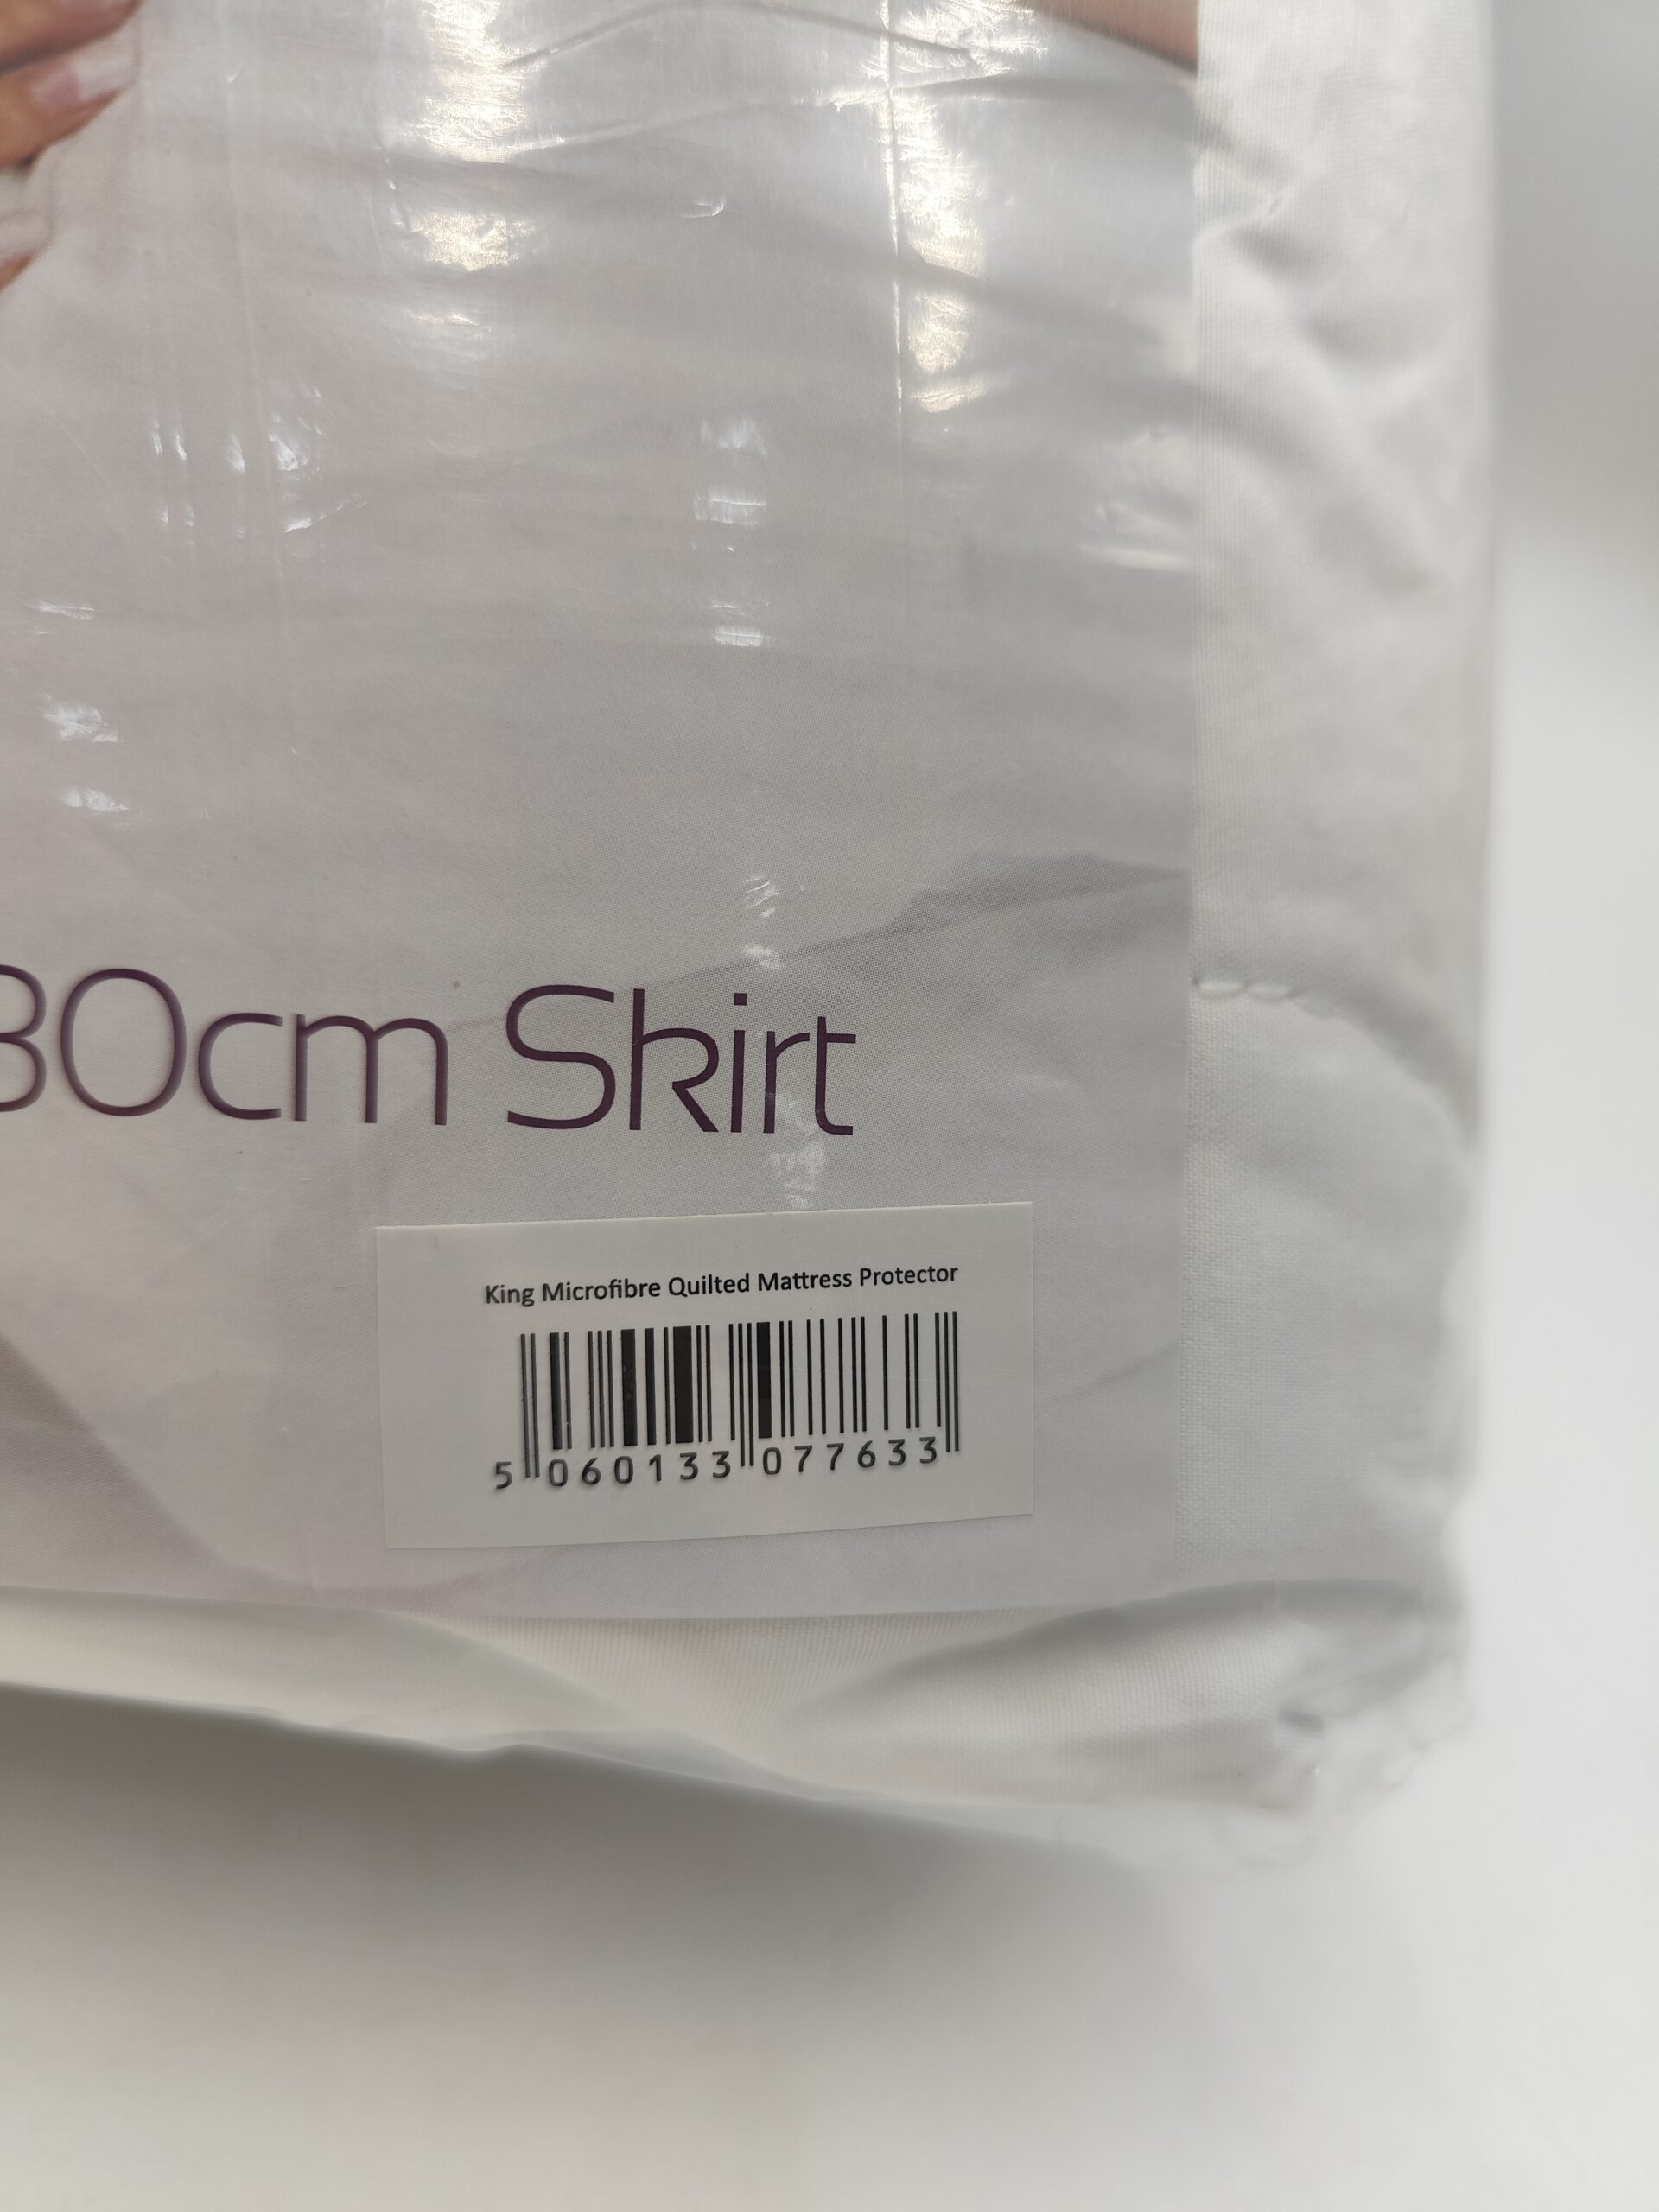 30cm Skirt
King Microfibre Quilted Mattress Protector
5 060133 077633